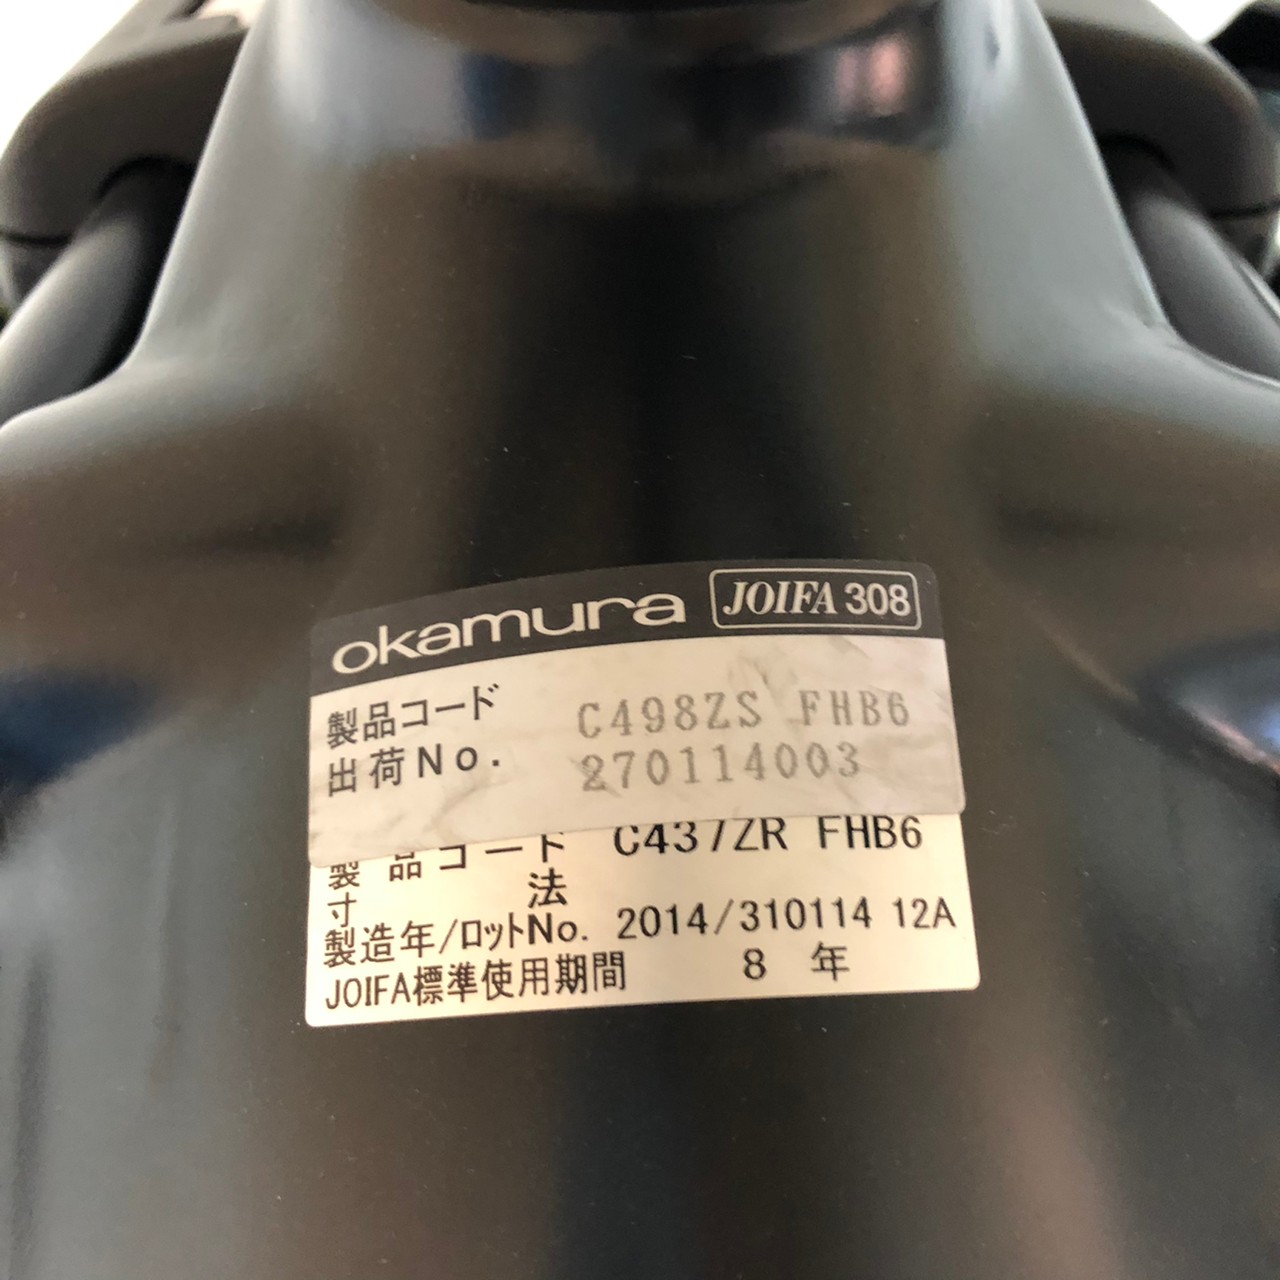 okamura JOIFA 308
製品コード C498ZS FHB6
出荷No. 270114003
製品コード C437ZR FHB6
寸法
製造年/ロットNo. 2014/310114 12A
JOIFA標準使用期間 8年